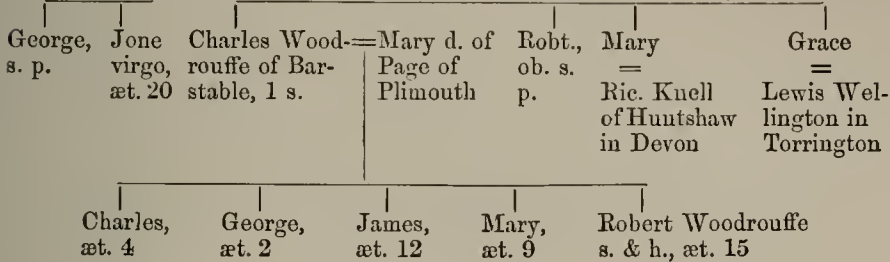 George,
s. p.
Jone
virgo,
æt. 20
Charles Wood-
rouffe of Bar-
stable, 1 s.
=Mary d. of
Page of
Plimouth
Robt.,
ob. s.
p.
Mary
=
Ric. Knell
of Huntshaw
in Devon
Grace
=
Lewis Wel-
lington in
Torrington
Charles,
æt. 4
George,
æt. 2
James,
æt. 12
Mary,
æt. 9
Robert Woodrouffe
s. & h., æt. 15